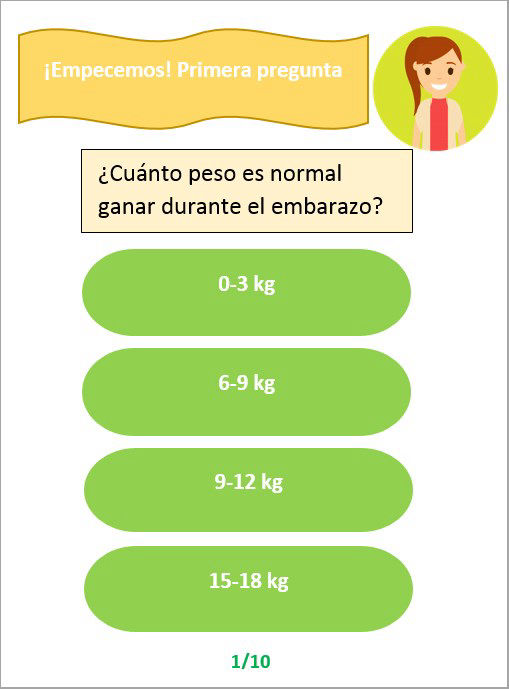 ¡Empecemos! Primera pregunta
¿Cuánto peso es normal
ganar durante el embarazo?
0-3 kg
6-9 kg
9-12 kg
15-18 kg
1/10